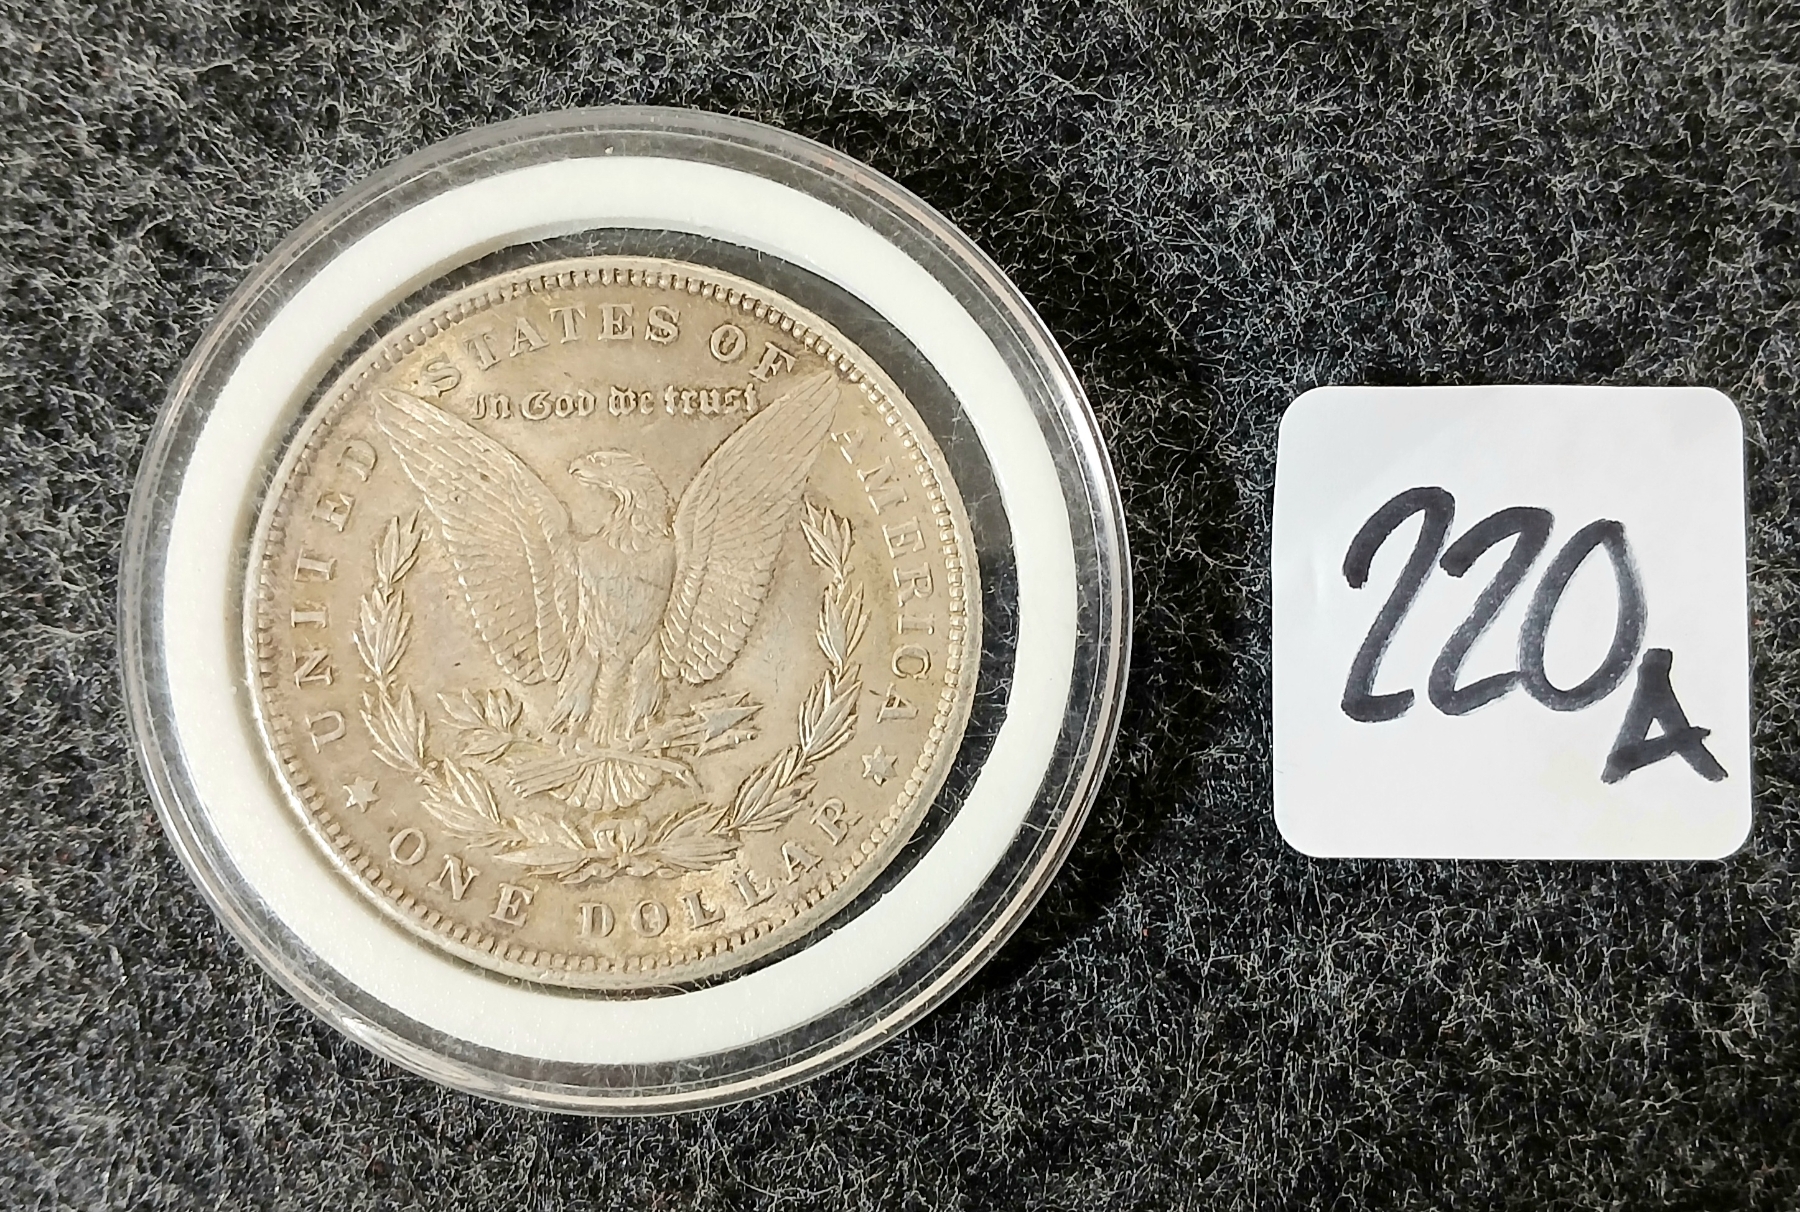 UNITED STATES OF AMERICA
In God we trust
ONE DOLLAR
220A